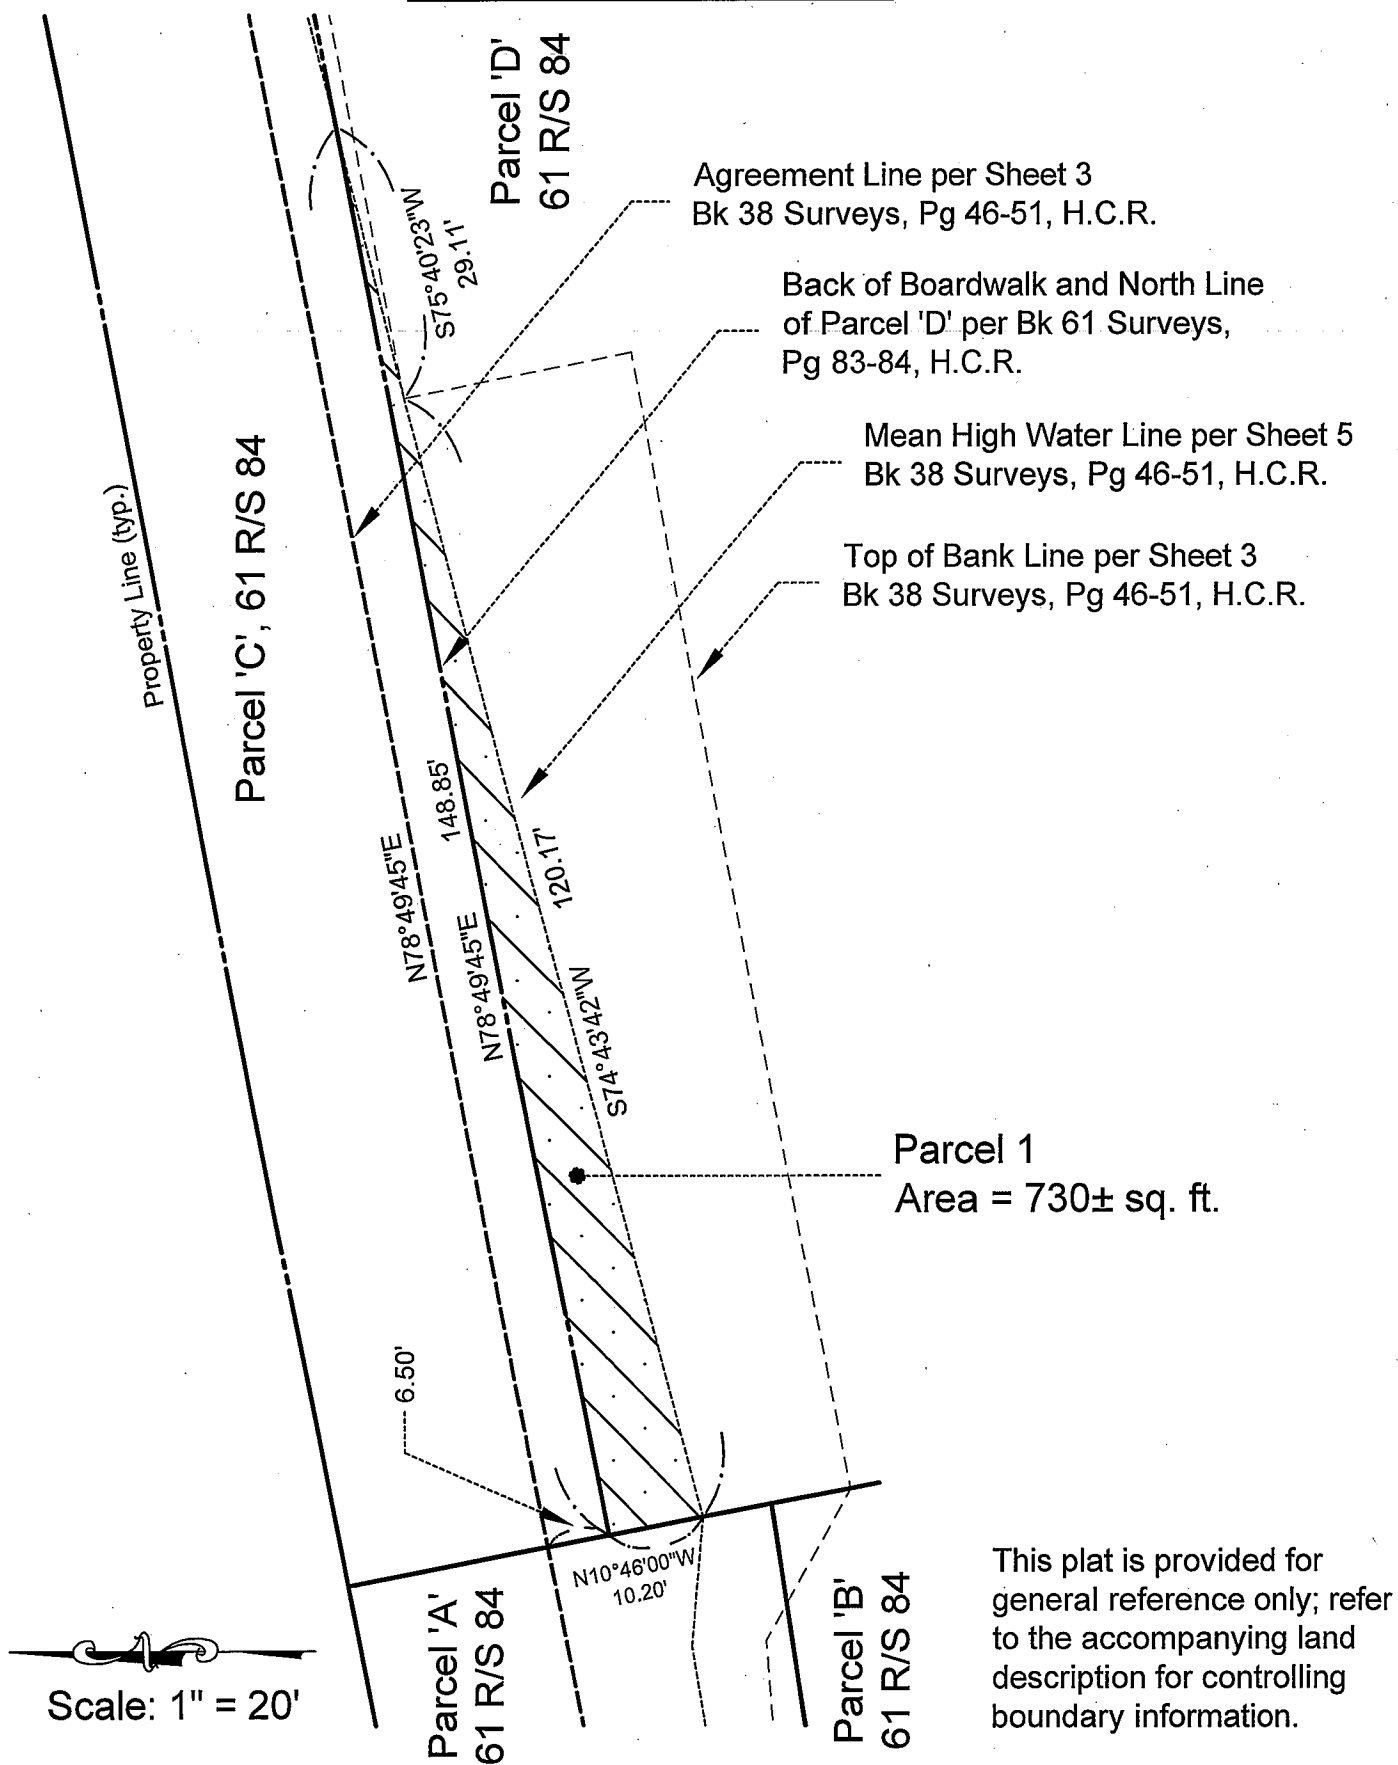 Parcel 'D'
61 R/S 84
Agreement Line per Sheet 3
Bk 38 Surveys, Pg 46-51, H.C.R.
S75°40'23"W
29.11'
Back of Boardwalk and North Line
of Parcel 'D' per Bk 61 Surveys,
Pg 83-84, H.C.R.
Mean High Water Line per Sheet 5
Bk 38 Surveys, Pg 46-51, H.C.R.
Property Line (typ.)
Parcel 'C', 61 R/S 84
Top of Bank Line per Sheet 3
Bk 38 Surveys, Pg 46-51, H.C.R.
148.85'
N78°49'45"E
120.17'
N78°49'45"E
S74°43'42"W
Parcel 1
Area = 730± sq. ft.
6.50'
N10°46'00"W
10.20'
Parcel 'A'
61 R/S 84
Parcel 'B'
61 R/S 84
This plat is provided for
general reference only; refer
to the accompanying land
description for controlling
boundary information.
Scale: 1" = 20'